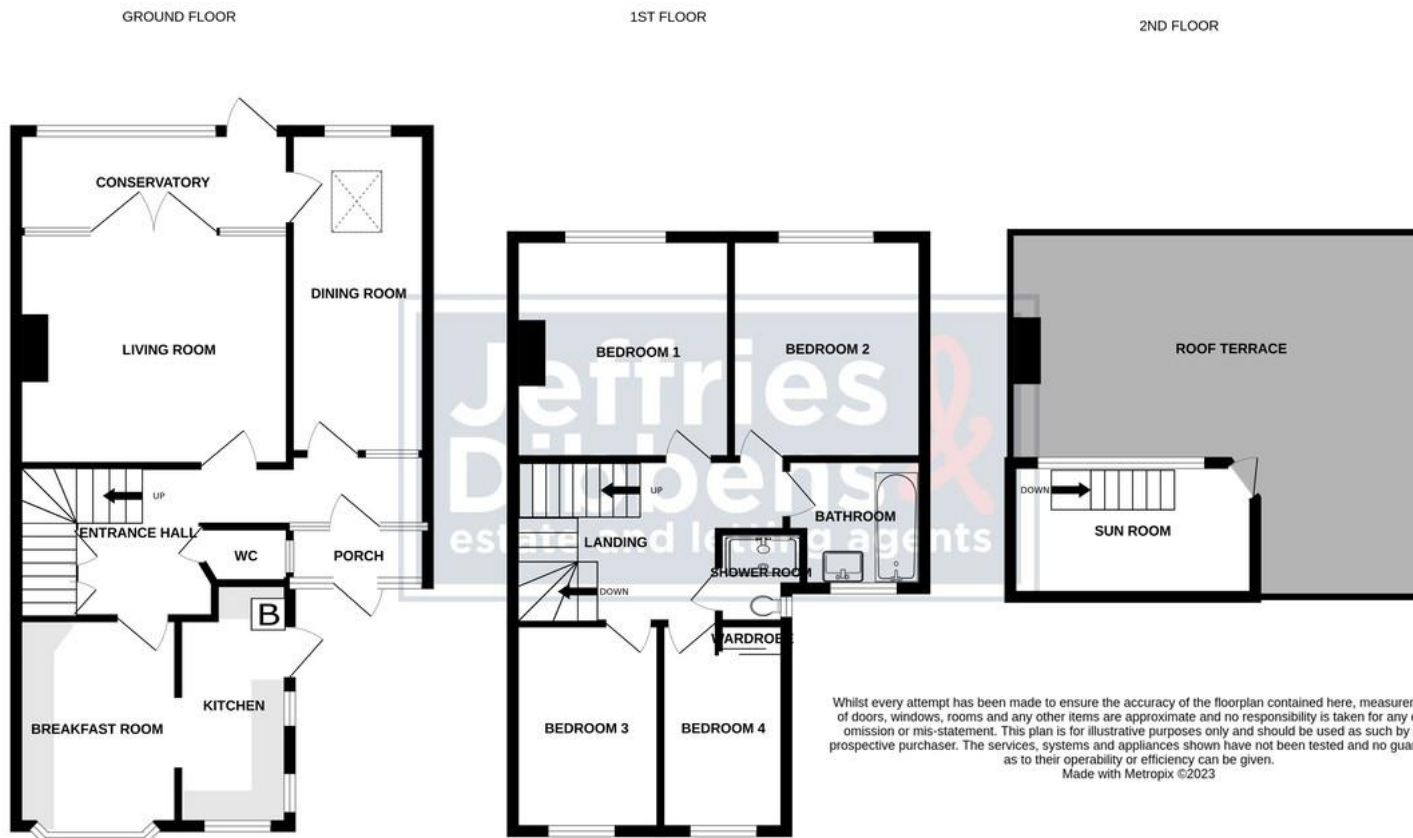 GROUND FLOOR
1ST FLOOR
2ND FLOOR
CONSERVATORY
DINING ROOM
LIVING ROOM
UP
ENTRANCE HALL
WC
PORCH
B
BREAKFAST ROOM
KITCHEN
BEDROOM 1
BEDROOM 2
UP
LANDING
BATHROOM
SHOWER ROOM
DOWN
WARDROBE
BEDROOM 3
BEDROOM 4
ROOF TERRACE
DOWN
SUN ROOM
Jeffries &
Dibbens
estate and letting agents
Whilst every attempt has been made to ensure the accuracy of the floorplan contained here, measuremen
of doors, windows, rooms and any other items are approximate and no responsibility is taken for any
omission or mis-statement. This plan is for illustrative purposes only and should be used as such by
prospective purchaser. The services, systems and appliances shown have not been tested and no guar
as to their operability or efficiency can be given.
Made with Metropix ©2023